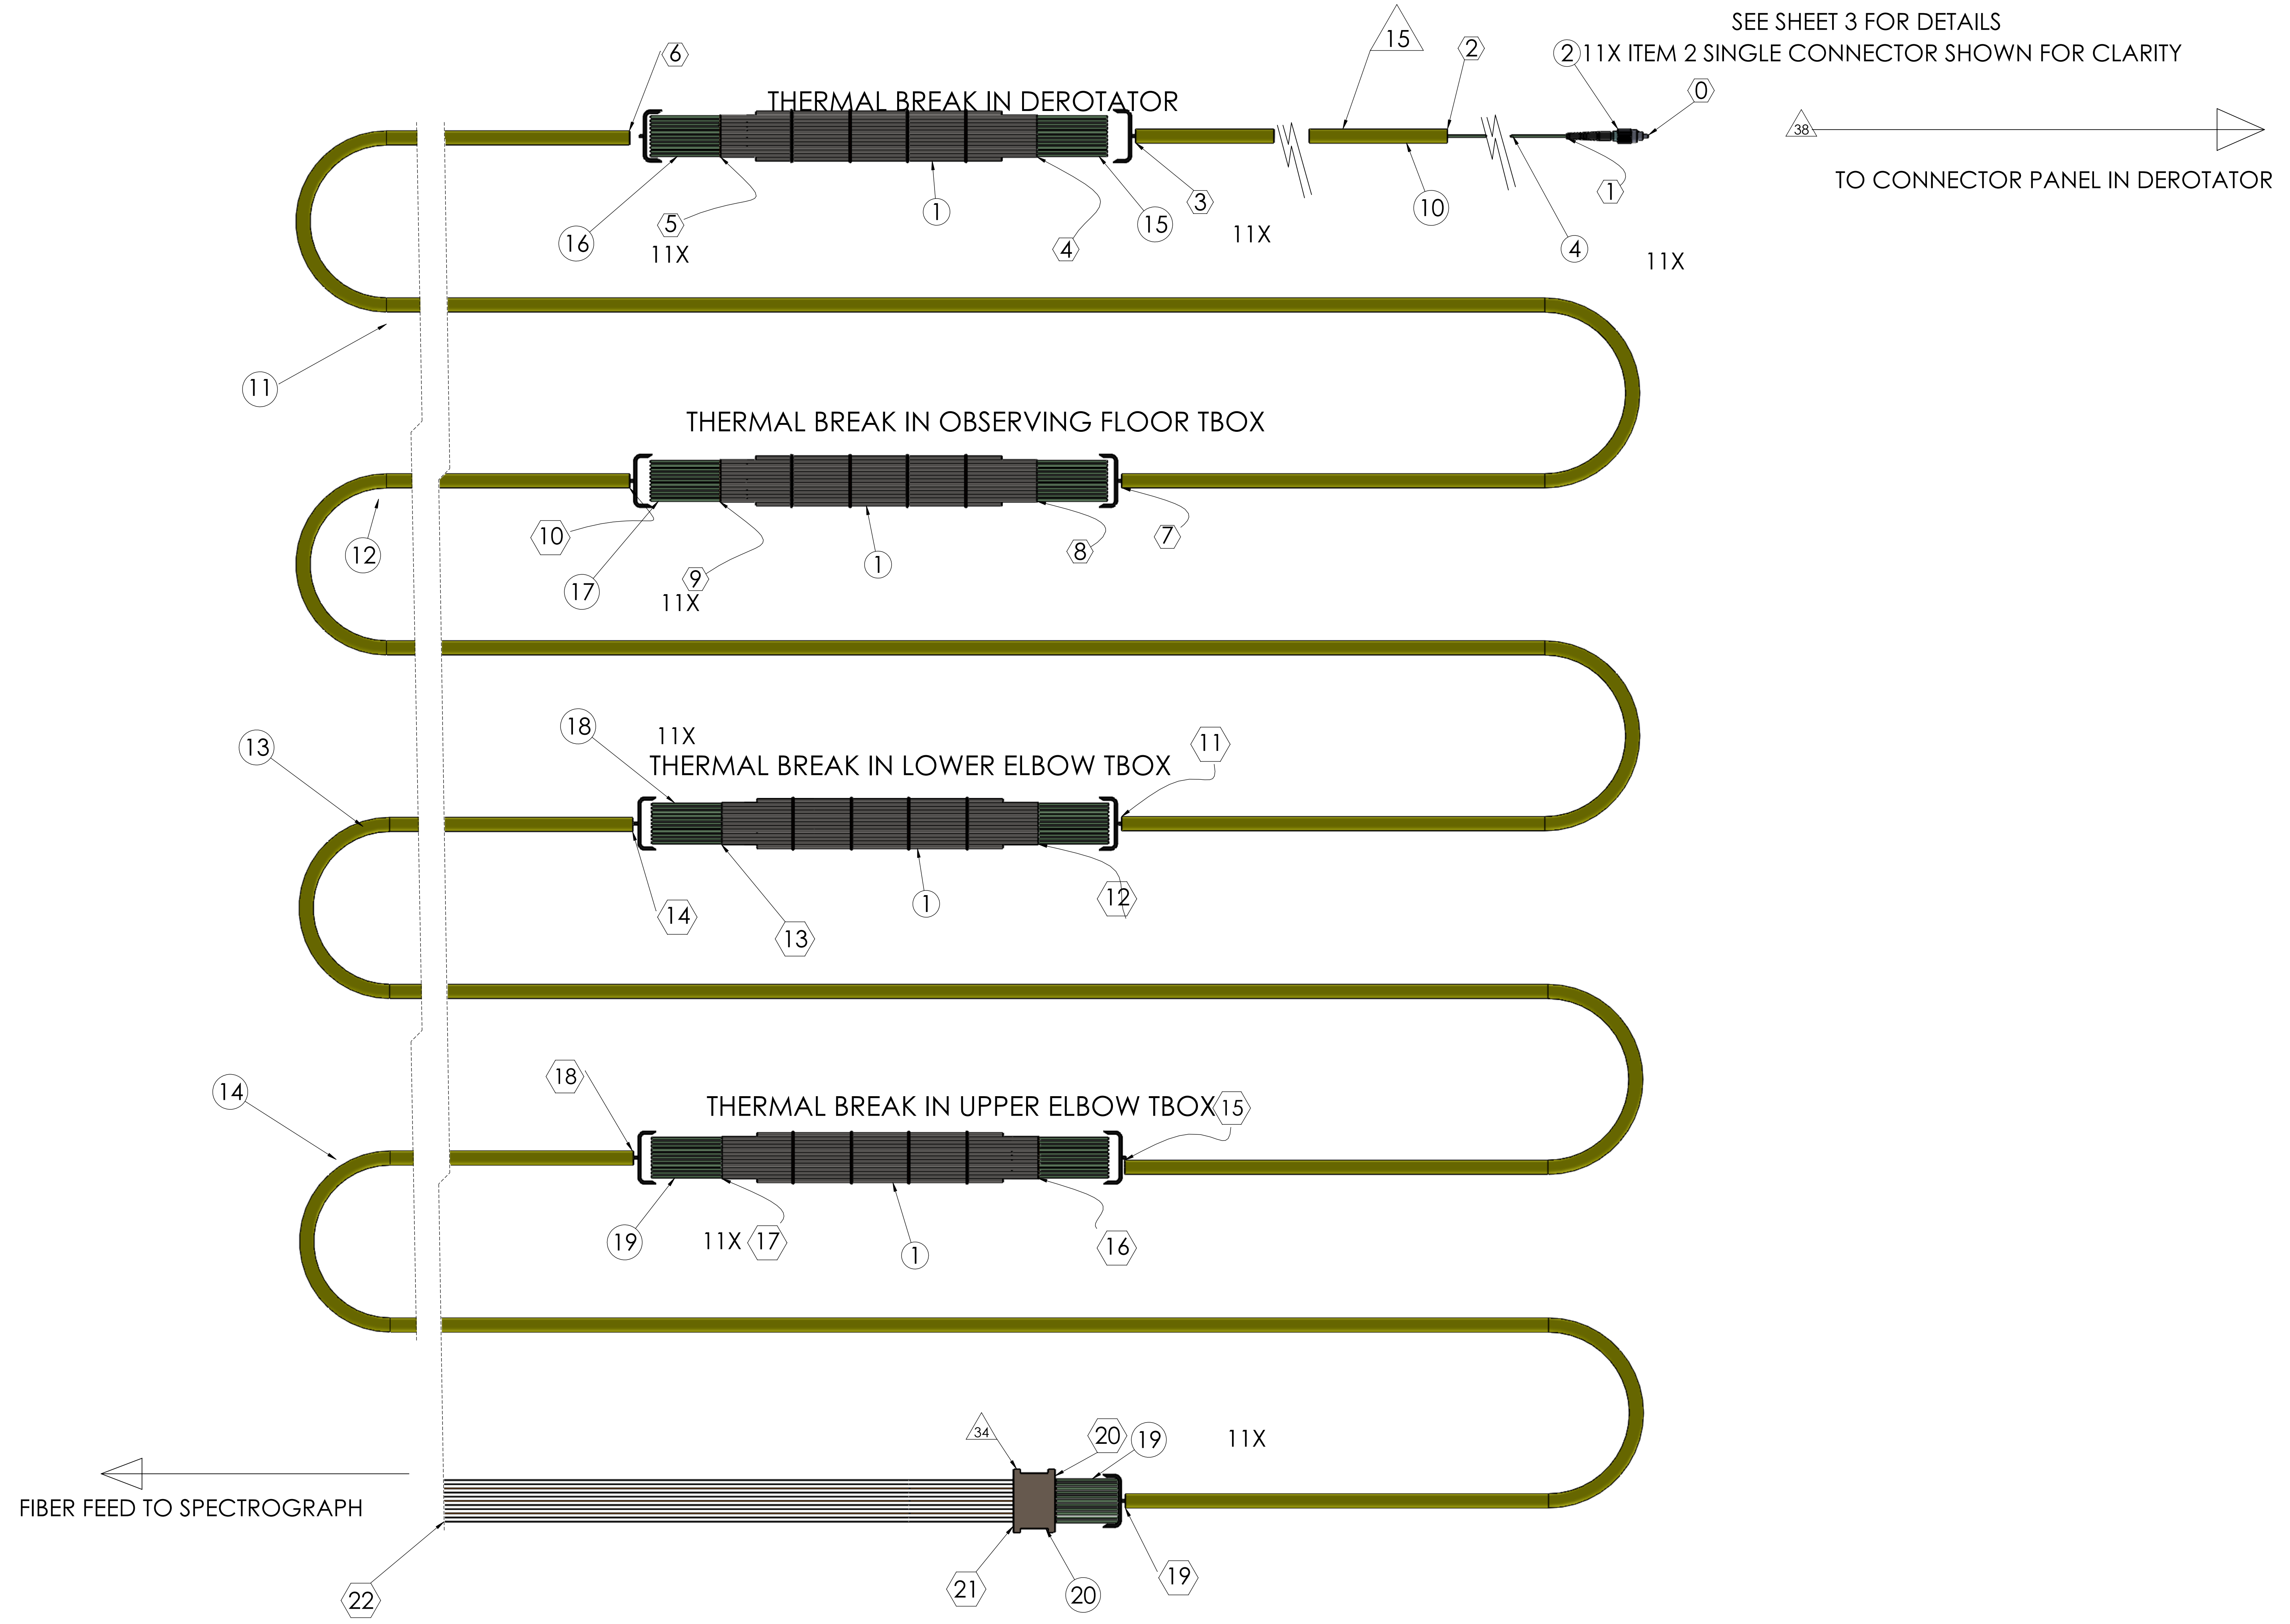 SEE SHEET 3 FOR DETAILS
2 11X ITEM 2 SINGLE CONNECTOR SHOWN FOR CLARITY
15
2
6
0
THERMAL BREAK IN DEROTATOR
38
TO CONNECTOR PANEL IN DEROTATOR
1
3
10
1
15
5
16
4
4
11X
11X
11X
11
THERMAL BREAK IN OBSERVING FLOOR TBOX
10
7
12
8
1
9
17
11X
18
11X
11
13
THERMAL BREAK IN LOWER ELBOW TBOX
12
1
14
13
18
14
THERMAL BREAK IN UPPER ELBOW TBOX
15
19
11X
17
16
1
34
20
19
11X
FIBER FEED TO SPECTROGRAPH
19
21
20
22